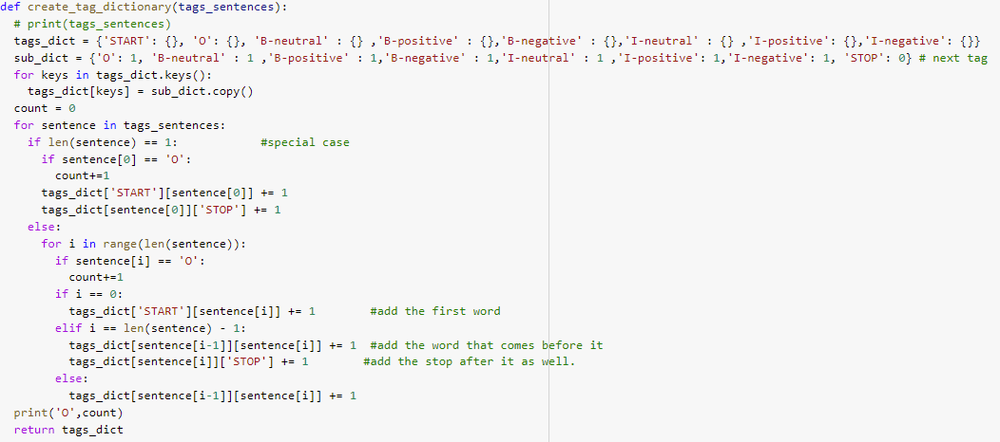 def create_tag_dictionary(tags_sentences):
  # print(tags_sentences)
  tags_dict = {'START': {}, 'O': {}, 'B-neutral' : {} ,'B-positive' : {},'B-negative' : {},'I-neutral' : {} ,'I-positive': {},'I-negative': {}}
  sub_dict = {'O': 1, 'B-neutral' : 1 ,'B-positive' : 1,'B-negative' : 1,'I-neutral' : 1 ,'I-positive': 1,'I-negative': 1, 'STOP': 0} # next tag
  for keys in tags_dict.keys():
    tags_dict[keys] = sub_dict.copy()
  count = 0
  for sentence in tags_sentences:
    if len(sentence) == 1:            #special case
      if sentence[0] == 'O':
        count+=1
      tags_dict['START'][sentence[0]] += 1
      tags_dict[sentence[0]]['STOP'] += 1
    else:
      for i in range(len(sentence)):
        if sentence[i] == 'O':
          count+=1
        if i == 0:
          tags_dict['START'][sentence[i]] += 1        #add the first word
        elif i == len(sentence) - 1:
          tags_dict[sentence[i-1]][sentence[i]] += 1  #add the word that comes before it
          tags_dict[sentence[i]]['STOP'] += 1        #add the stop after it as well.
        else:
          tags_dict[sentence[i-1]][sentence[i]] += 1
  print('O',count)
  return tags_dict